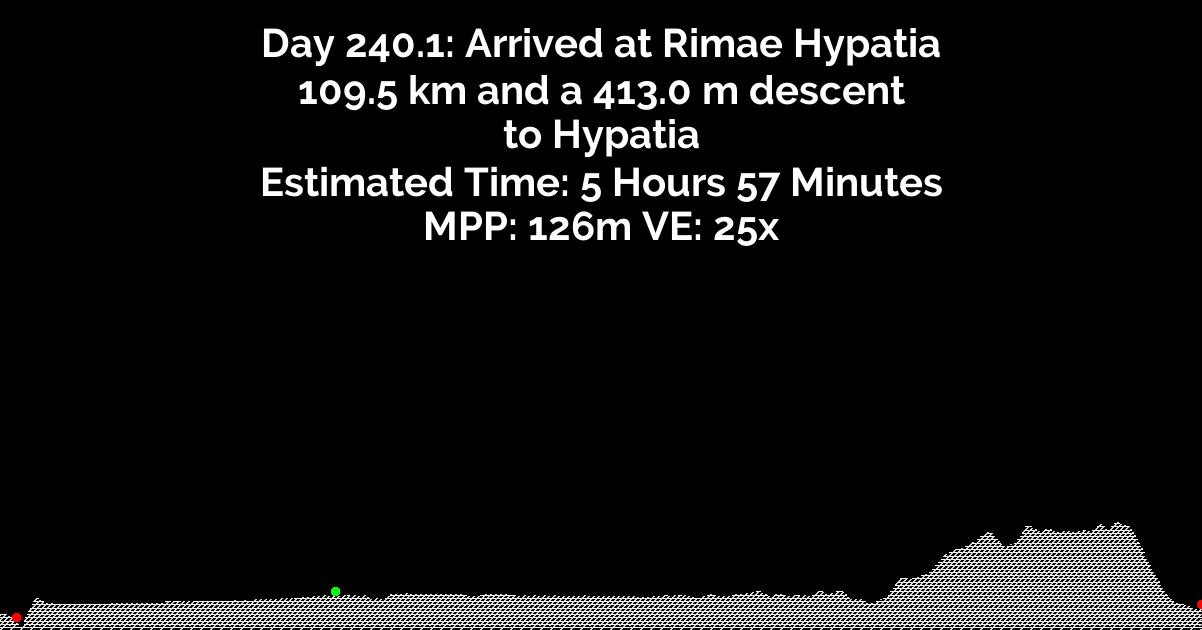 Day 240.1: Arrived at Rimae Hypatia
109.5 km and a 413.0 m descent
to Hypatia
Estimated Time: 5 Hours 57 Minutes
MPP: 126m VE: 25x